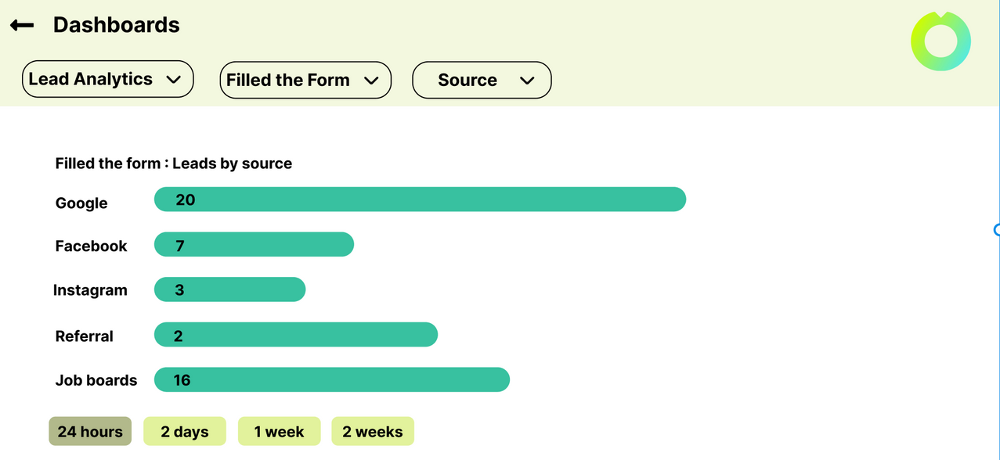 Dashboards
Lead Analytics
Filled the Form
Source
Filled the form : Leads by source
Google 20
Facebook 7
Instagram 3
Referral 2
Job boards 16
24 hours
2 days
1 week
2 weeks